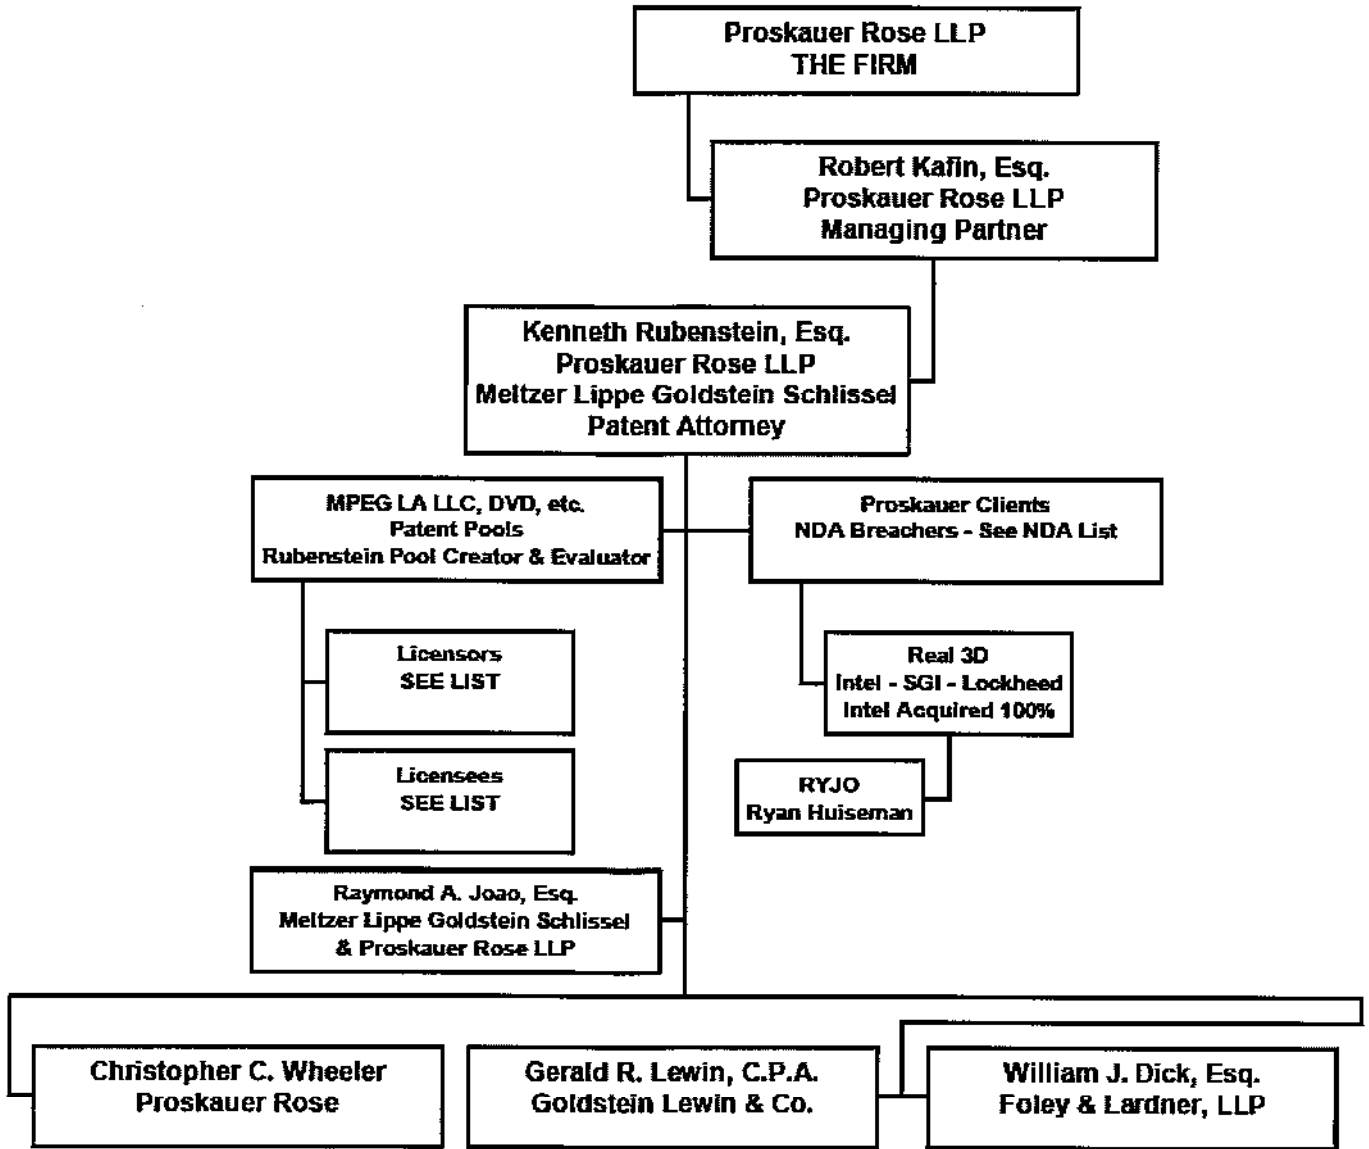 Proskauer Rose LLP
THE FIRM
Robert Kafin, Esq.
Proskauer Rose LLP
Managing Partner
Kenneth Rubenstein, Esq.
Proskauer Rose LLP
Meltzer Lippe Goldstein Schlissel
Patent Attorney
MPEG LA LLC, DVD, etc.
Patent Pools
Rubenstein Pool Creator & Evaluator
Proskauer Clients
NDA Breachers - See NDA List
Licensors
SEE LIST
Real 3D
Intel - SGI - Lockheed
Intel Acquired 100%
Licensees
SEE LIST
RYJO
Ryan Huiseman
Raymond A. Joao, Esq.
Meltzer Lippe Goldstein Schlissel
& Proskauer Rose LLP
Christopher C. Wheeler
Proskauer Rose
Gerald R. Lewin, C.P.A.
Goldstein Lewin & Co.
William J. Dick, Esq.
Foley & Lardner, LLP